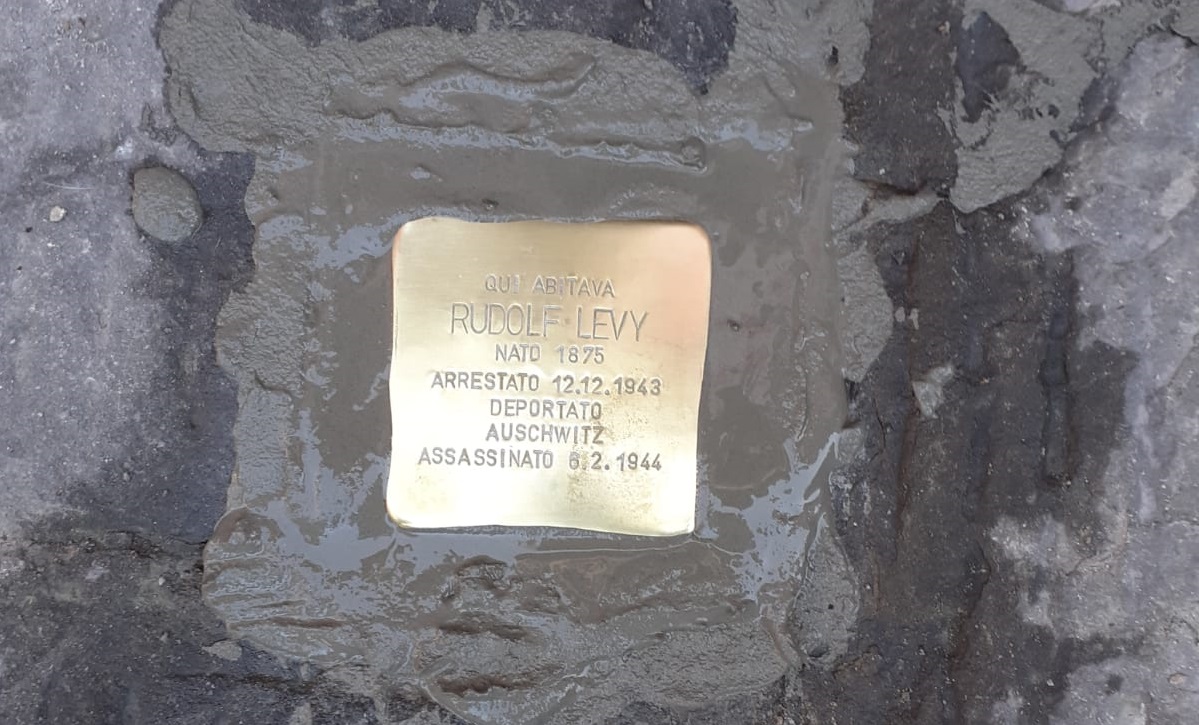 QUI ABITAVA
RUDOLF LEVY
NATO 1875
ARRESTATO 12.12.1943
DEPORTATO
AUSCHWITZ
ASSASSINATO 6.2.1944